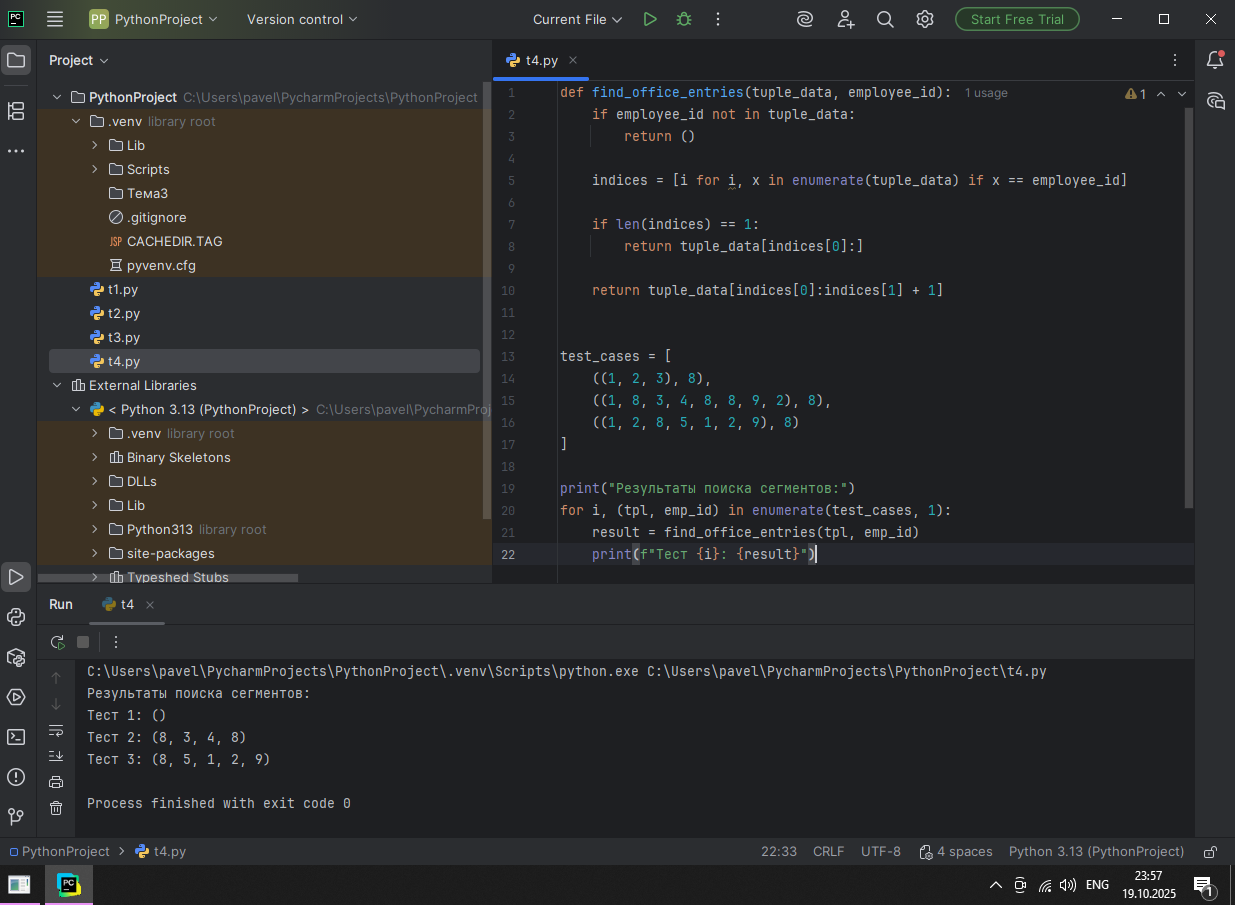 PC
PP PythonProject Version control Current File Start Free Trial
Project
PythonProject C:\Users\pavel\PycharmProjects\PythonProject
.venv library root
Lib
Scripts
Тема3
.gitignore
JSP CACHEDIR.TAG
pyvenv.cfg
t1.py
t2.py
t3.py
t4.py
External Libraries
< Python 3.13 (PythonProject) > C:\Users\pavel\PycharmProj
.venv library root
Binary Skeletons
DLLs
Lib
Python313 library root
site-packages
Typeshed Stubs
t4.py
1 def find_office_entries(tuple_data, employee_id): 1 usage
1
2 if employee_id not in tuple_data:
3 return ()
4
5 indices = [i for i, x in enumerate(tuple_data) if x == employee_id]
6
7 if len(indices) == 1:
8 return tuple_data[indices[0]:]
9
10 return tuple_data[indices[0]:indices[1] + 1]
11
12
13 test_cases = [
14 ((1, 2, 3), 8),
15 ((1, 8, 3, 4, 8, 8, 9, 2), 8),
16 ((1, 2, 8, 5, 1, 2, 9), 8)
17 ]
18
19 print("Результаты поиска сегментов:")
20 for i, (tpl, emp_id) in enumerate(test_cases, 1):
21 result = find_office_entries(tpl, emp_id)
22 print(f"Тест {i}: {result}")
Run t4
C:\Users\pavel\PycharmProjects\PythonProject\.venv\Scripts\python.exe C:\Users\pavel\PycharmProjects\PythonProject\t4.py
Результаты поиска сегментов:
Тест 1: ()
Тест 2: (8, 3, 4, 8)
Тест 3: (8, 5, 1, 2, 9)
Process finished with exit code 0
PythonProject > t4.py 22:33 CRLF UTF-8 4 spaces Python 3.13 (PythonProject)
PC
ENG
23:57
19.10.2025
1